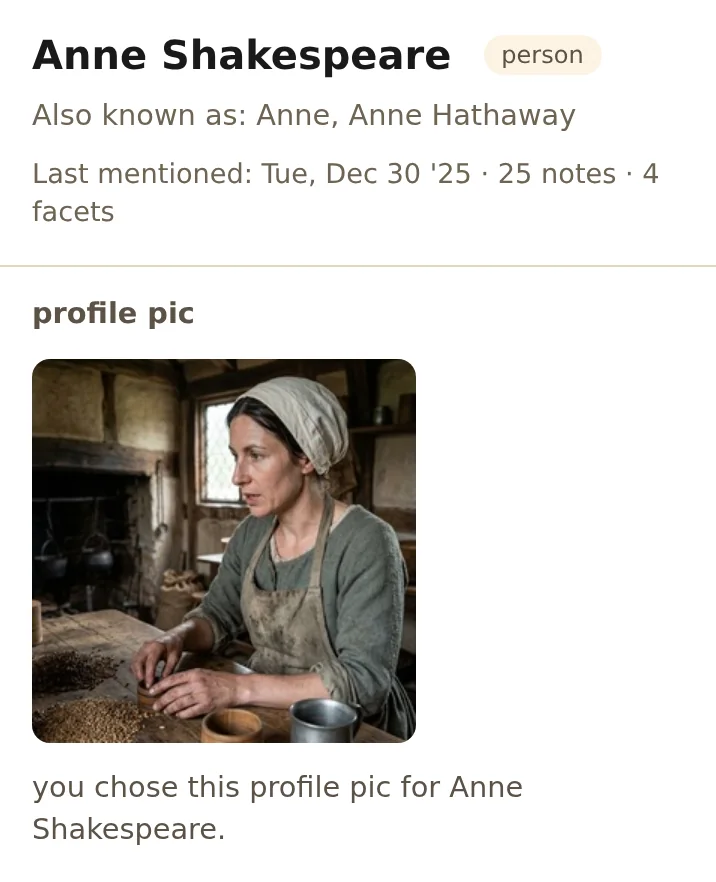 Anne Shakespeare person
Also known as: Anne, Anne Hathaway
Last mentioned: Tue, Dec 30 '25 · 25 notes · 4
facets
profile pic
you chose this profile pic for Anne
Shakespeare.